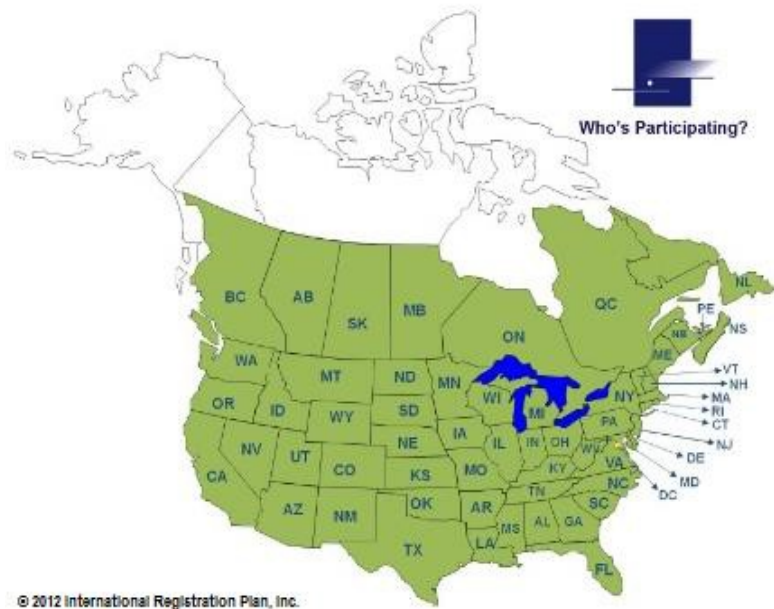 Who's Participating?
NL
BC
AB
MB
QC
PE
SK
NS
NB
ON
ME
WA
MT
ND
MN
VT
NH
WI
NY
MA
OR
ID
SD
MI
RI
WY
CT
PA
IA
NE
NJ
NV
IL
IN
OH
UT
DE
WV
CO
VA
CA
KS
MO
KY
MD
NC
DC
TN
OK
AZ
NM
AR
SC
MS
AL
GA
TX
LA
FL
© 2012 International Registration Plan, Inc.